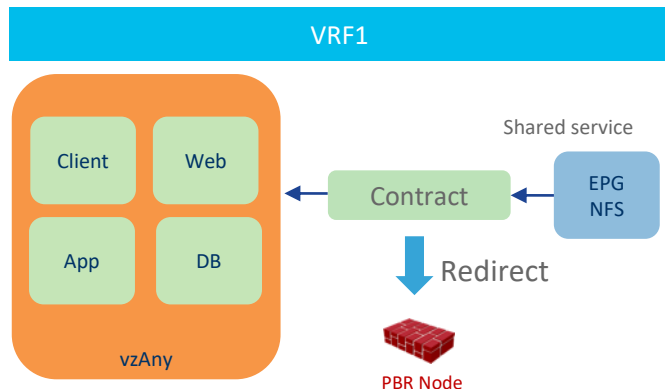 VRF1
Client
Web
App
DB
vzAny
Contract
Shared service
EPG
NFS
Redirect
PBR Node